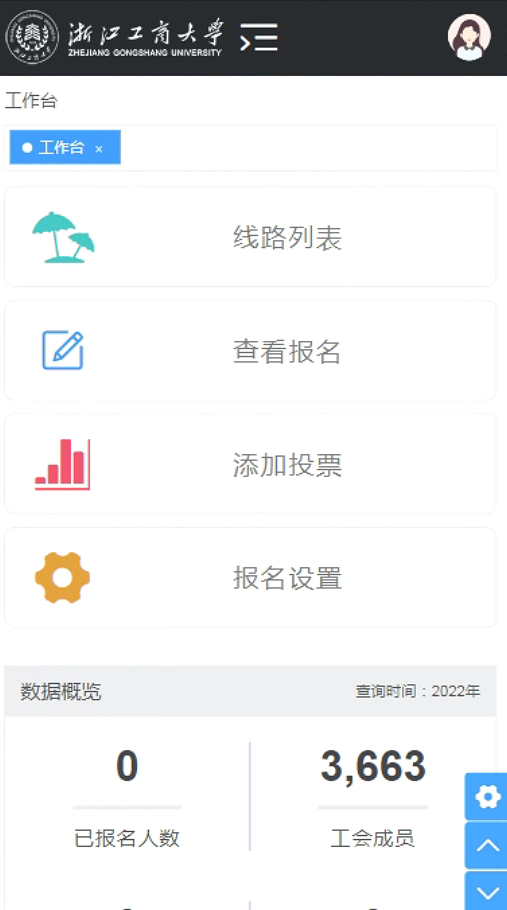 浙江工商大学
ZHEJIANG GONGSHANG UNIVERSITY
工作台
工作台 ×
线路列表
查看报名
添加投票
报名设置
数据概览 查询时间：2022年
0 3,663
已报名人数 工会成员